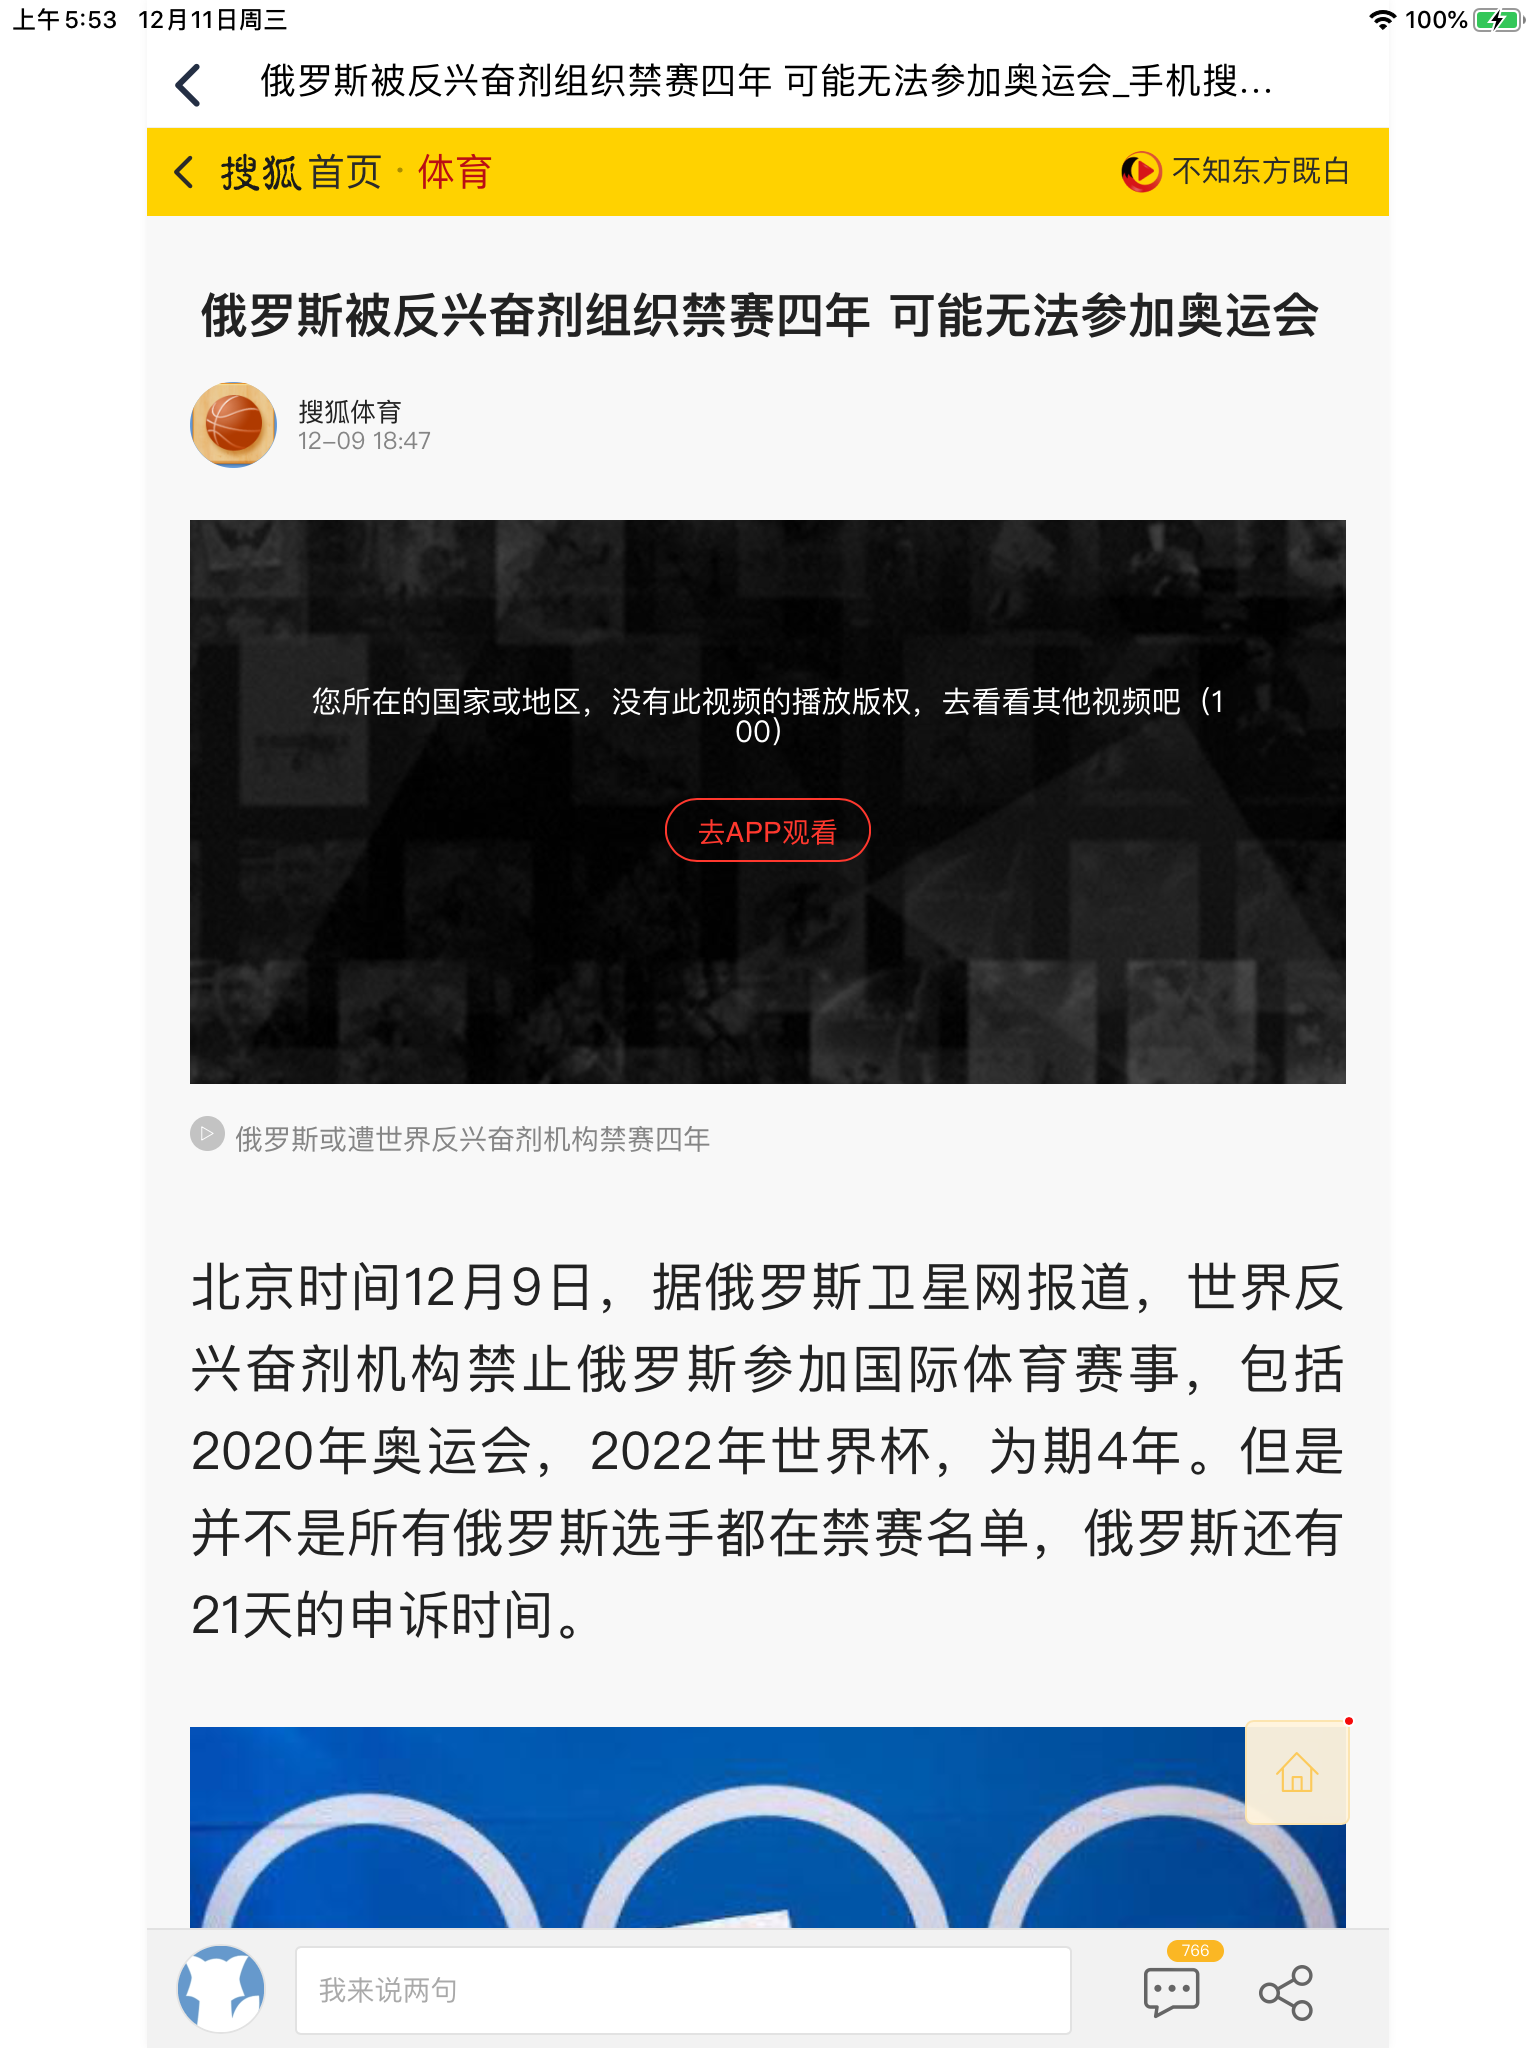 上午5:53 12月11日周三 100%
俄罗斯被反兴奋剂组织禁赛四年 可能无法参加奥运会_手机搜...
搜狐首页·体育 不知东方既白
俄罗斯被反兴奋剂组织禁赛四年 可能无法参加奥运会
搜狐体育
12-09 18:47
您所在的国家或地区，没有此视频的播放版权，去看看其他视频吧（1
00）
去APP观看
俄罗斯或遭世界反兴奋剂机构禁赛四年
北京时间12月9日，据俄罗斯卫星网报道，世界反
兴奋剂机构禁止俄罗斯参加国际体育赛事，包括
2020年奥运会，2022年世界杯，为期4年。但是
并不是所有俄罗斯选手都在禁赛名单，俄罗斯还有
21天的申诉时间。
766
我来说两句